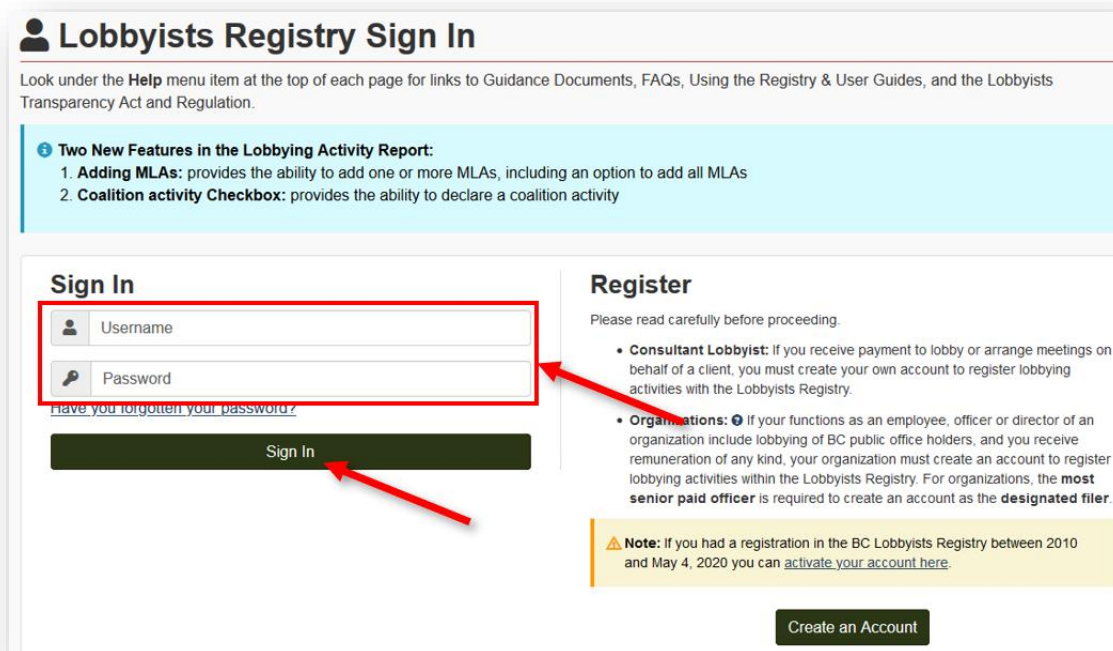 Lobbyists Registry Sign In
Look under the Help menu item at the top of each page for links to Guidance Documents, FAQs, Using the Registry & User Guides, and the Lobbyists
Transparency Act and Regulation.
Two New Features in the Lobbying Activity Report:
1. Adding MLAs: provides the ability to add one or more MLAs, including an option to add all MLAs
2. Coalition activity Checkbox: provides the ability to declare a coalition activity
Sign In
Username
Password
Have you forgotten your password?
Sign In
Register
Please read carefully before proceeding.
• Consultant Lobbyist: If you receive payment to lobby or arrange meetings on
behalf of a client, you must create your own account to register lobbying
activities with the Lobbyists Registry.
• Organizations: If your functions as an employee, officer or director of an
organization include lobbying of BC public office holders, and you receive
remuneration of any kind, your organization must create an account to register
lobbying activities within the Lobbyists Registry. For organizations, the most
senior paid officer is required to create an account as the designated filer.
Note: If you had a registration in the BC Lobbyists Registry between 2010
and May 4, 2020 you can activate your account here.
Create an Account